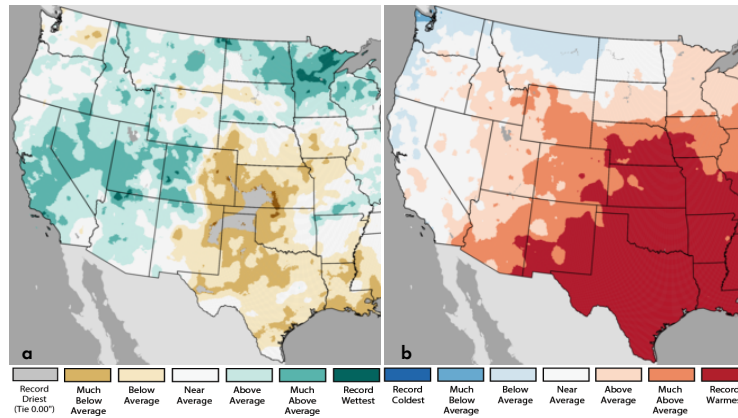 a
b
Record Driest (Tie 0.00")
Much Below Average
Below Average
Near Average
Above Average
Much Above Average
Record Wettest
Record Coldest
Much Below Average
Below Average
Near Average
Above Average
Much Above Average
Record Warmes